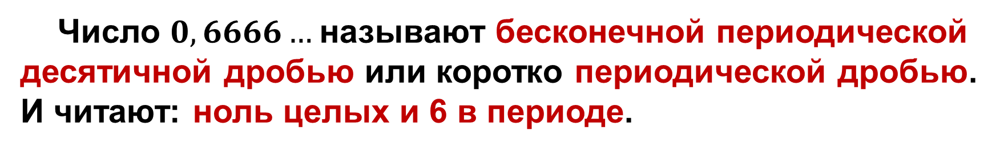 Число 0, 6666 ... называют бесконечной периодической
десятичной дробью или коротко периодической дробью.
И читают: ноль целых и 6 в периоде.